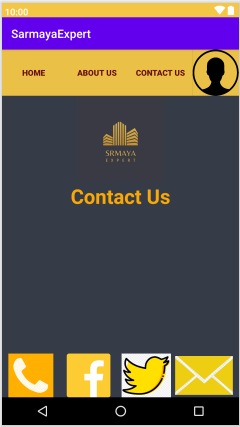 10:00
SarmayaExpert
HOME ABOUT US CONTACT US
SRMAYA
EXPERT
Contact Us